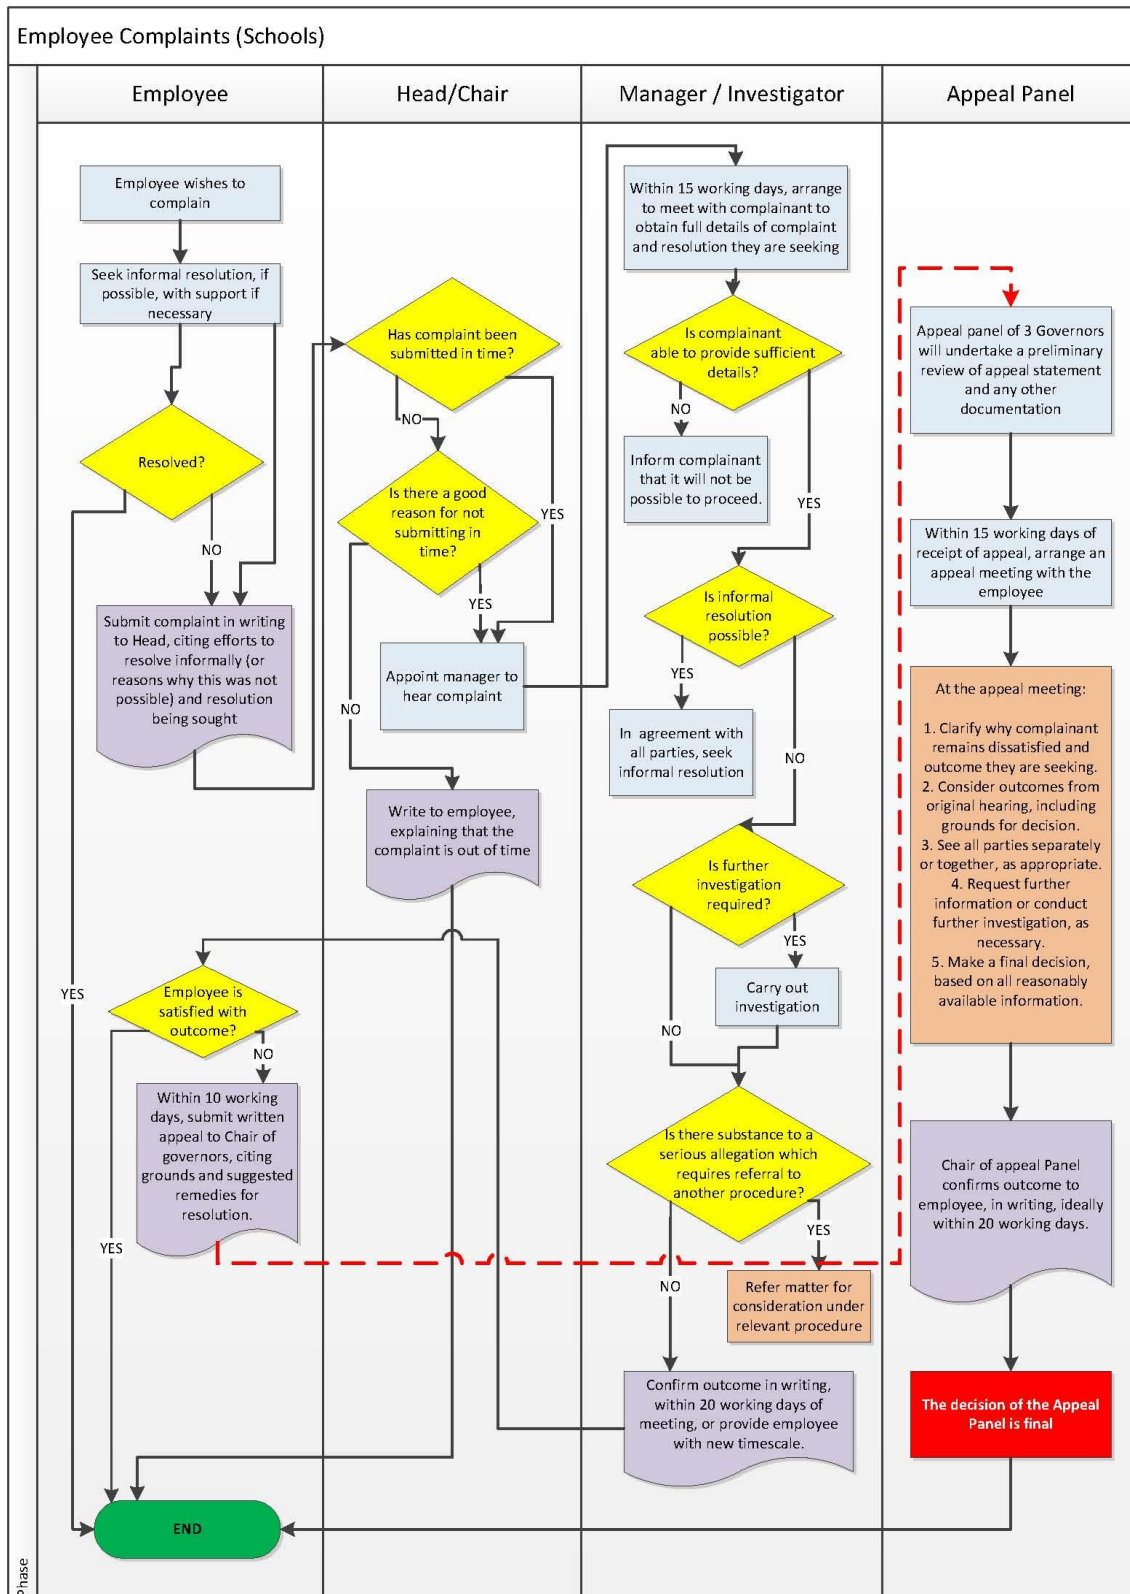 Employee Complaints (Schools)
Employee
Head/Chair
Manager / Investigator
Appeal Panel
Employee wishes to
complain
Seek informal resolution, if
possible, with support if
necessary
Resolved?
NO
YES
Submit complaint in writing
to Head, citing efforts to
resolve informally (or
reasons why this was not
possible) and resolution
being sought
Employee is
satisfied with
outcome?
NO
YES
Within 10 working
days, submit written
appeal to Chair of
governors, citing
grounds and suggested
remedies for
resolution.
END
Has complaint been
submitted in time?
NO
YES
Is there a good
reason for not
submitting in
time?
YES
NO
Appoint manager to
hear complaint
Write to employee,
explaining that the
complaint is out of time
Within 15 working days, arrange
to meet with complainant to
obtain full details of complaint
and resolution they are seeking
Is complainant
able to provide sufficient
details?
NO
YES
Inform complainant
that it will not be
possible to proceed.
Is informal
resolution
possible?
YES
NO
In  agreement with
all parties, seek
informal resolution
Is further
investigation
required?
YES
NO
Carry out
investigation
Is there substance to a
serious allegation which
requires referral to
another procedure?
YES
NO
Refer matter for
consideration under
relevant procedure
Confirm outcome in writing,
within 20 working days of
meeting, or provide employee
with new timescale.
Appeal panel of 3 Governors
will undertake a preliminary
review of appeal statement
and any other
documentation
Within 15 working days of
receipt of appeal, arrange an
appeal meeting with the
employee
At the appeal meeting:
1. Clarify why complainant
remains dissatisfied and
outcome they are seeking.
2. Consider outcomes from
original hearing, including
grounds for decision.
3. See all parties separately
or together, as appropriate.
4. Request further
information or conduct
further investigation, as
necessary.
5. Make a final decision,
based on all reasonably
available information.
Chair of appeal Panel
confirms outcome to
employee, in writing, ideally
within 20 working days.
The decision of the Appeal
Panel is final
Phase